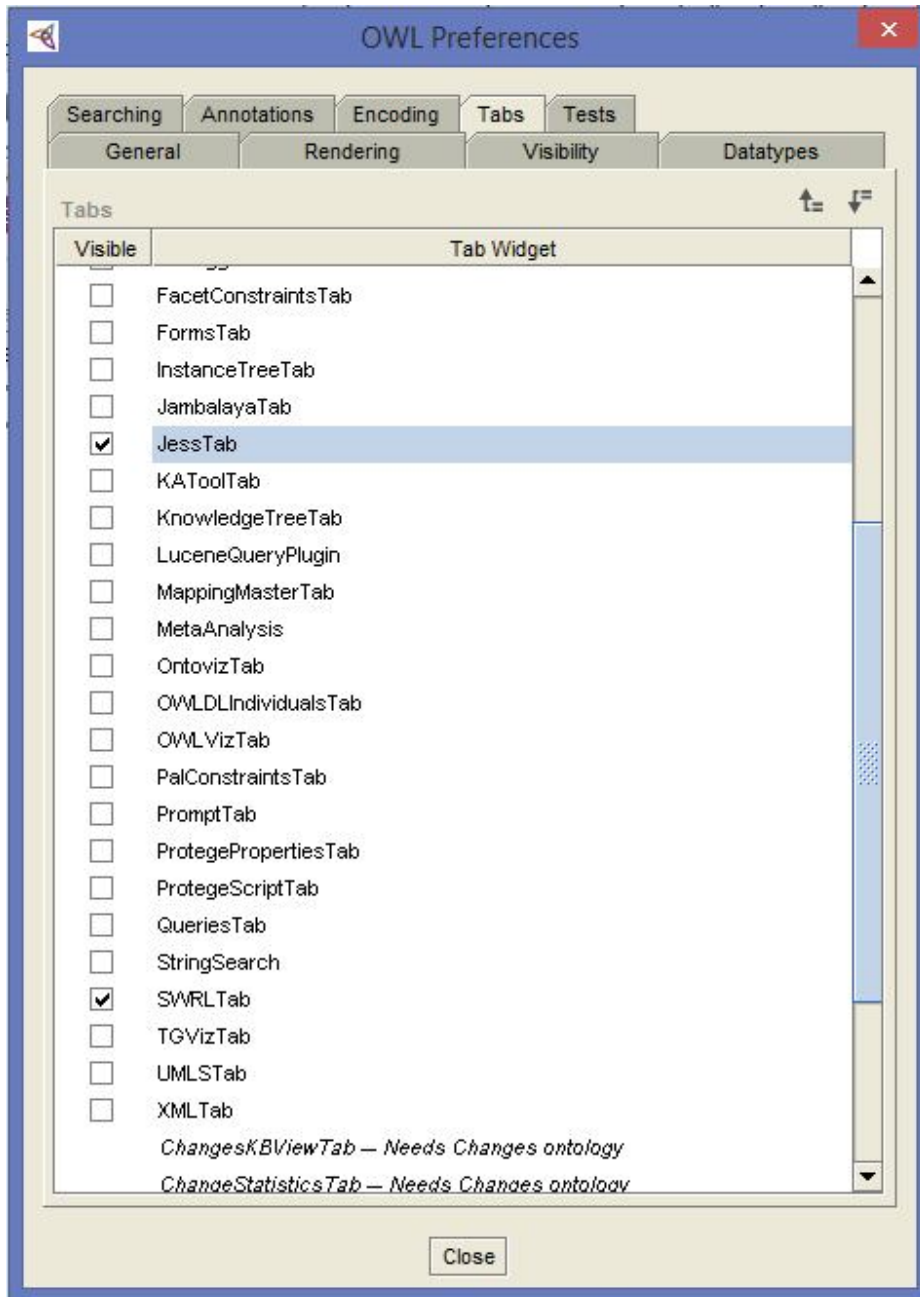 OWL Preferences
Searching Annotations Encoding Tabs Tests
General Rendering Visibility Datatypes
Tabs
Visible Tab Widget
FacetConstraintsTab
FormsTab
InstanceTreeTab
JambalayaTab
JessTab
KAToolTab
KnowledgeTreeTab
LuceneQueryPlugin
MappingMasterTab
MetaAnalysis
OntovizTab
OWLDLIndividualsTab
OWLVizTab
PalConstraintsTab
PromptTab
ProtegePropertiesTab
ProtegeScriptTab
QueriesTab
StringSearch
SWRLTab
TGVizTab
UMLSTab
XMLTab
ChangesKBViewTab — Needs Changes ontology
ChangeStatisticsTab — Needs Changes ontology
Close